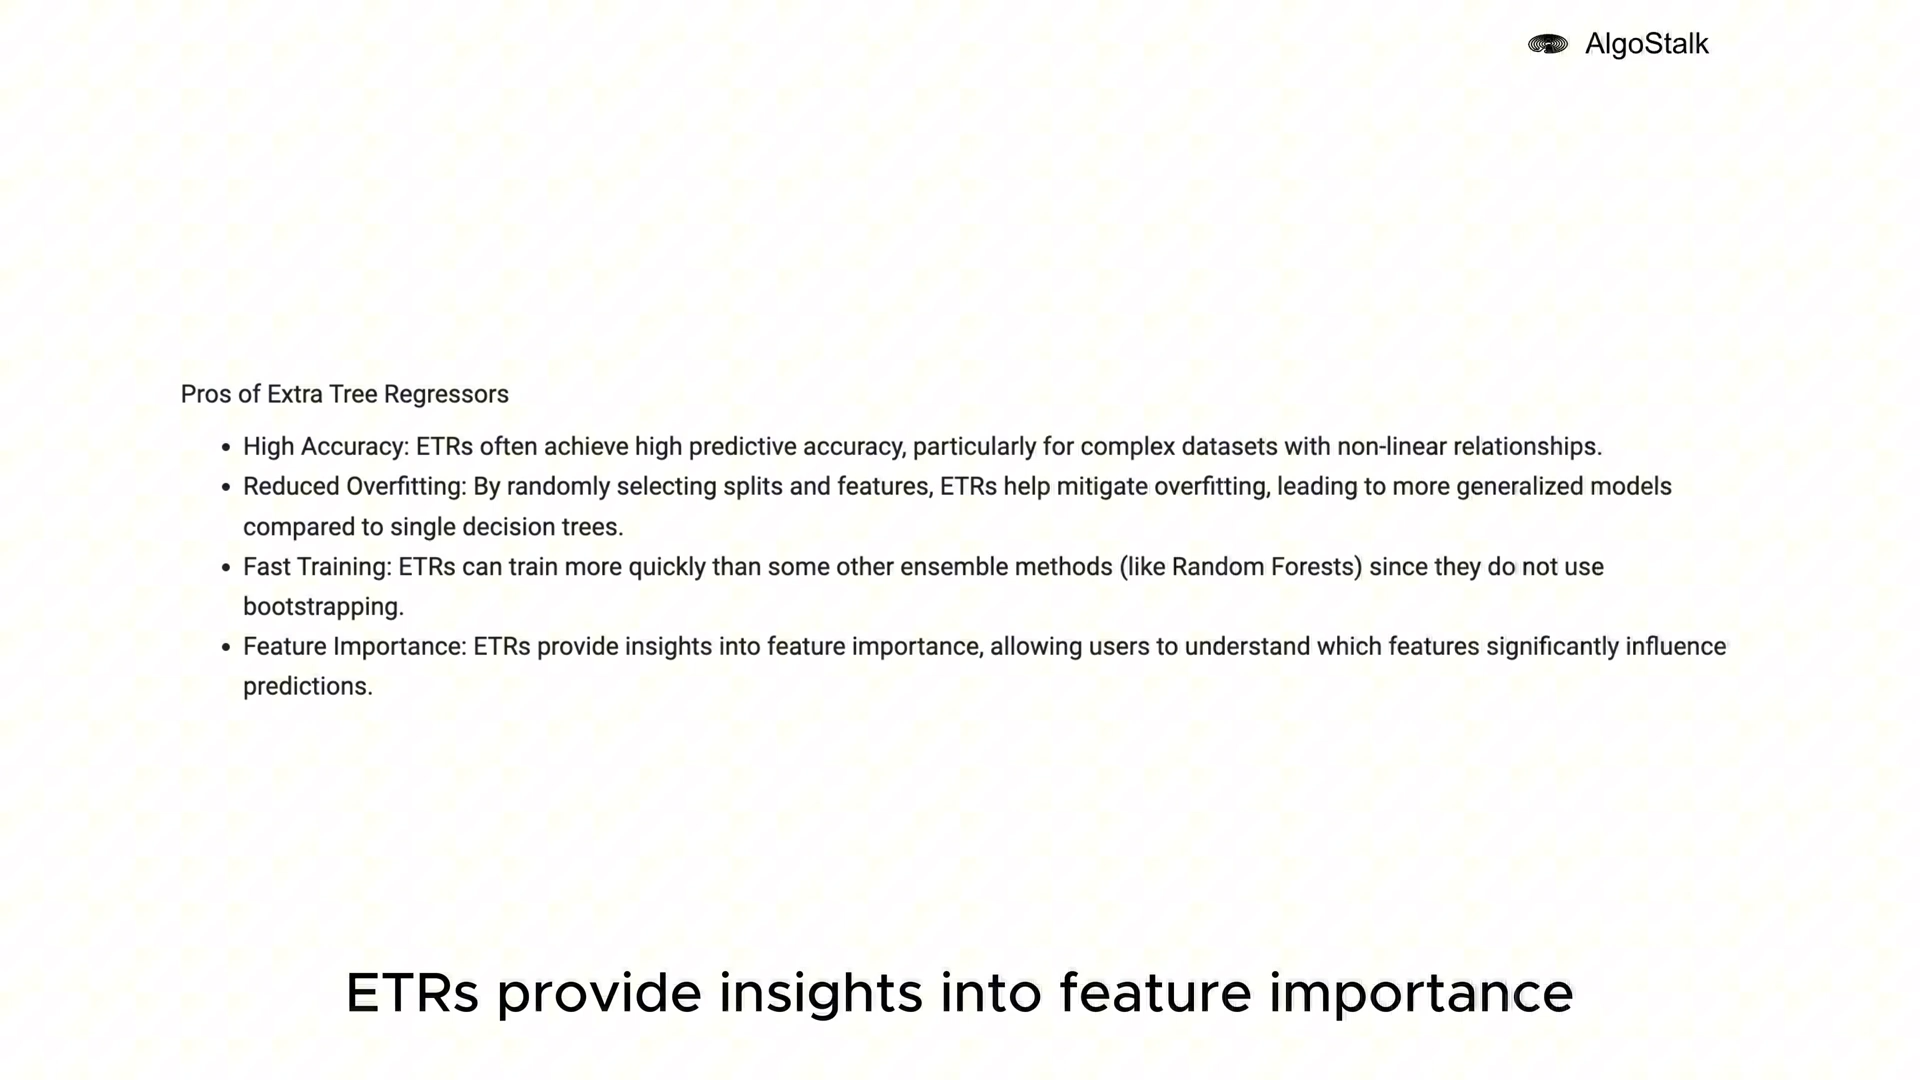 AlgoStalk
Pros of Extra Tree Regressors
• High Accuracy: ETRs often achieve high predictive accuracy, particularly for complex datasets with non-linear relationships.
• Reduced Overfitting: By randomly selecting splits and features, ETRs help mitigate overfitting, leading to more generalized models
compared to single decision trees.
• Fast Training: ETRs can train more quickly than some other ensemble methods (like Random Forests) since they do not use
bootstrapping.
• Feature Importance: ETRs provide insights into feature importance, allowing users to understand which features significantly influence
predictions.
ETRs provide insights into feature importance